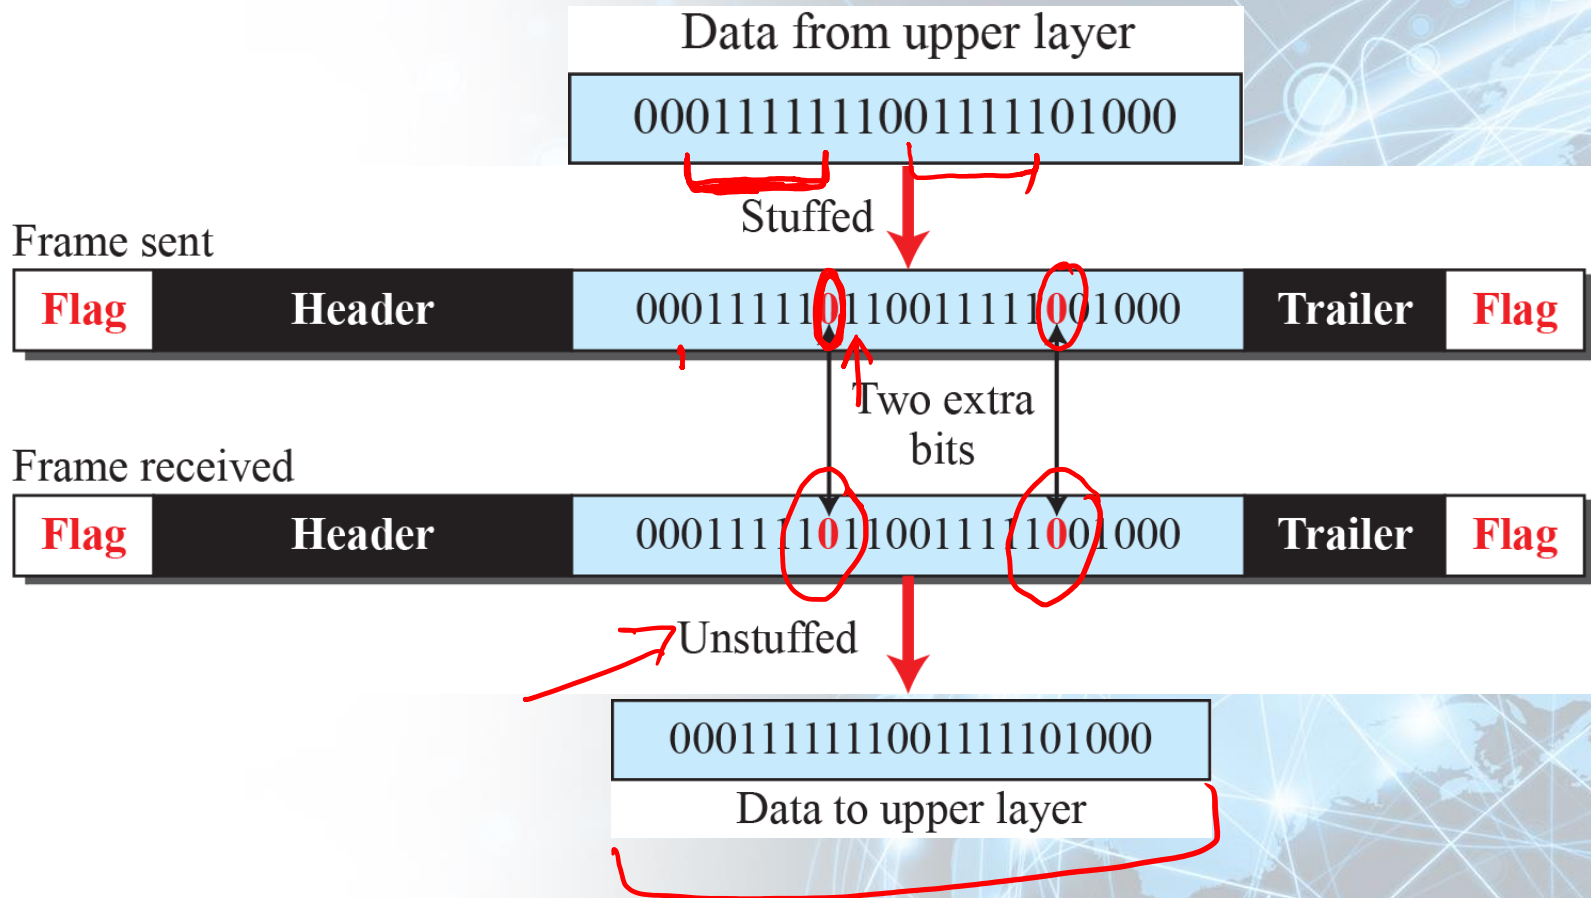 Data from upper layer
0001111111001111101000
Stuffed
Frame sent
Flag Header 000111110110011111001000 Trailer Flag
Two extra
bits
Frame received
Flag Header 000111110110011111001000 Trailer Flag
Unstuffed
0001111111001111101000
Data to upper layer